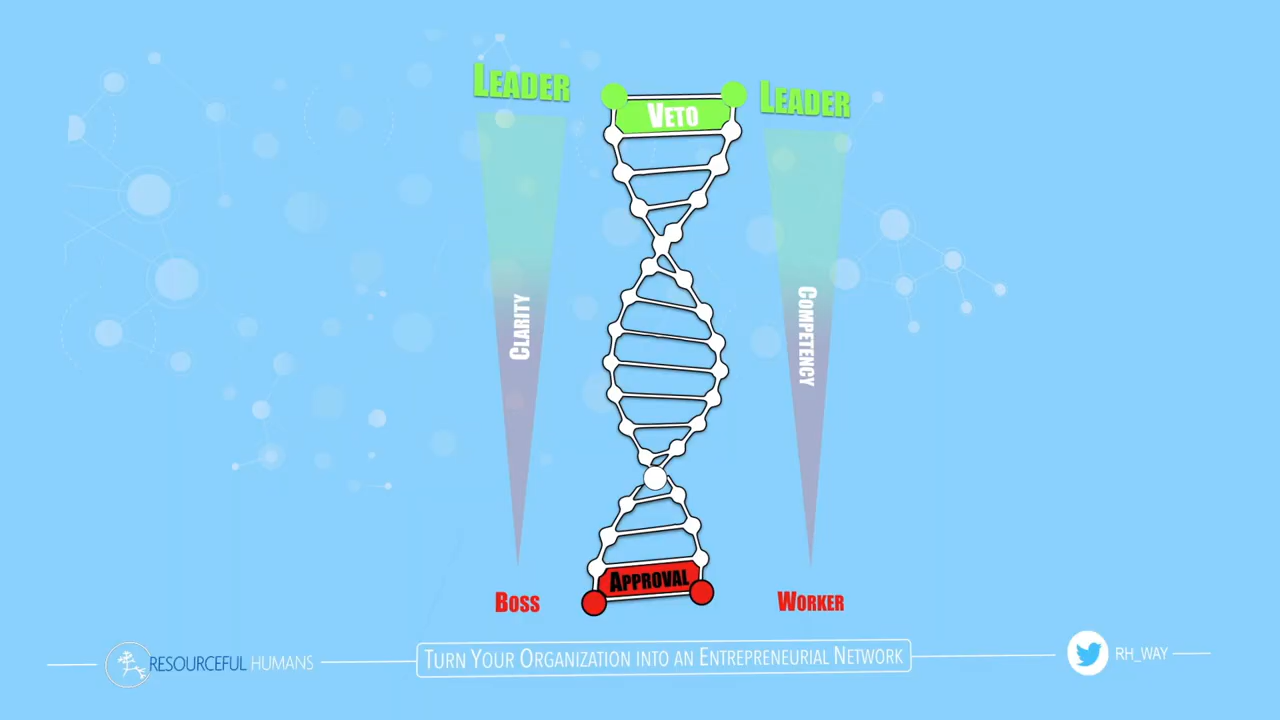 LEADER
VETO
LEADER
CLARITY
COMPETENCY
APPROVAL
BOSS
WORKER
RESOURCEFUL HUMANS
TURN YOUR ORGANIZATION INTO AN ENTREPRENEURIAL NETWORK
RH_WAY